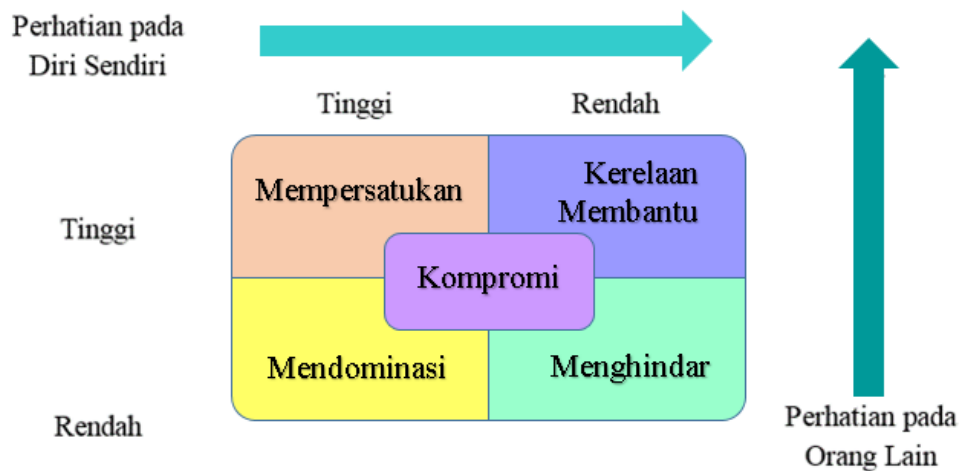 Perhatian pada
Diri Sendiri
Tinggi
Rendah
Mempersatukan
Kerelaan
Membantu
Tinggi
Kompromi
Mendominasi
Menghindar
Rendah
Perhatian pada
Orang Lain